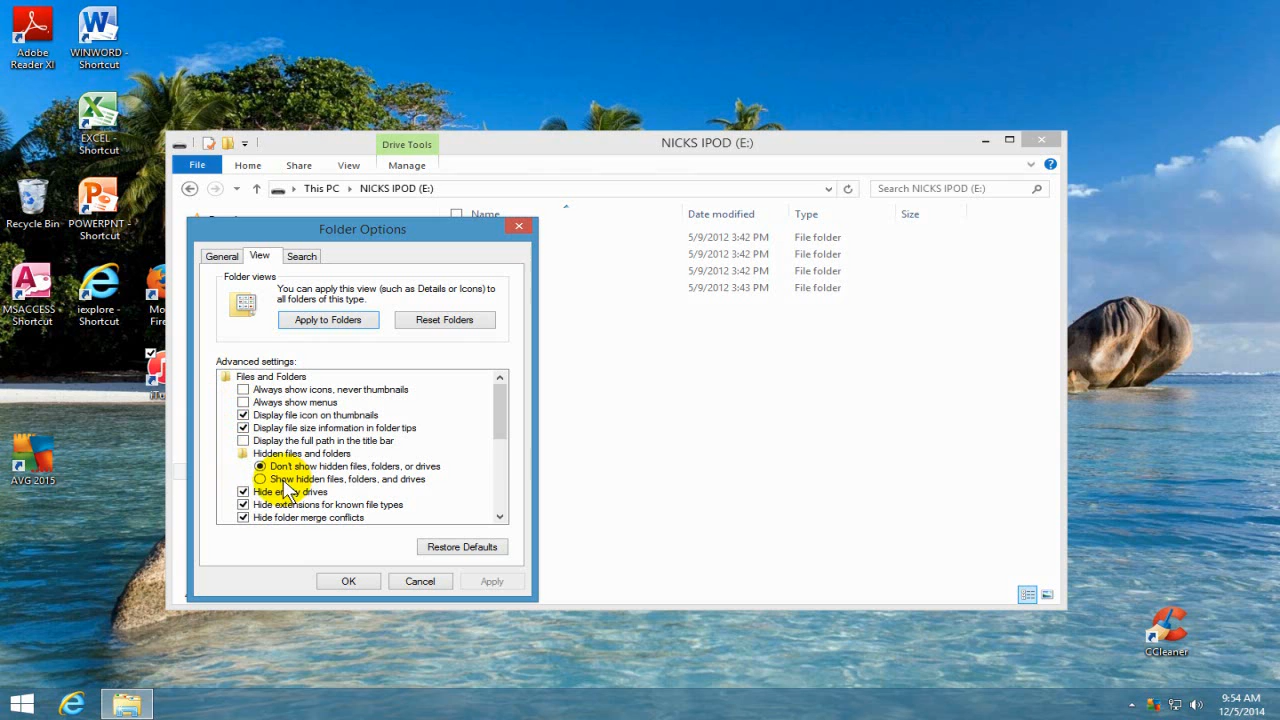 Adobe
Reader XI
WINWORD -
Shortcut
EXCEL -
Shortcut
Recycle Bin
POWERPNT -
Shortcut
MSACCESS
Shortcut
iexplore -
Shortcut
Mo
Fire
iTu
AVG 2015
CCleaner
NICKS IPOD (E:)
Drive Tools
File
Home
Share
View
Manage
This PC
NICKS IPOD (E:)
Search NICKS IPOD (E:)
Name
Date modified
Type
Size
5/9/2012 3:42 PM File folder
5/9/2012 3:42 PM File folder
5/9/2012 3:42 PM File folder
5/9/2012 3:43 PM File folder
Folder Options
General
View
Search
Folder views
You can apply this view (such as Details or Icons) to
all folders of this type.
Apply to Folders
Reset Folders
Advanced settings:
Files and Folders
Always show icons, never thumbnails
Always show menus
Display file icon on thumbnails
Display file size information in folder tips
Display the full path in the title bar
Hidden files and folders
Don't show hidden files, folders, or drives
Show hidden files, folders, and drives
Hide empty drives
Hide extensions for known file types
Hide folder merge conflicts
Restore Defaults
OK
Cancel
Apply
9:54 AM
12/5/2014